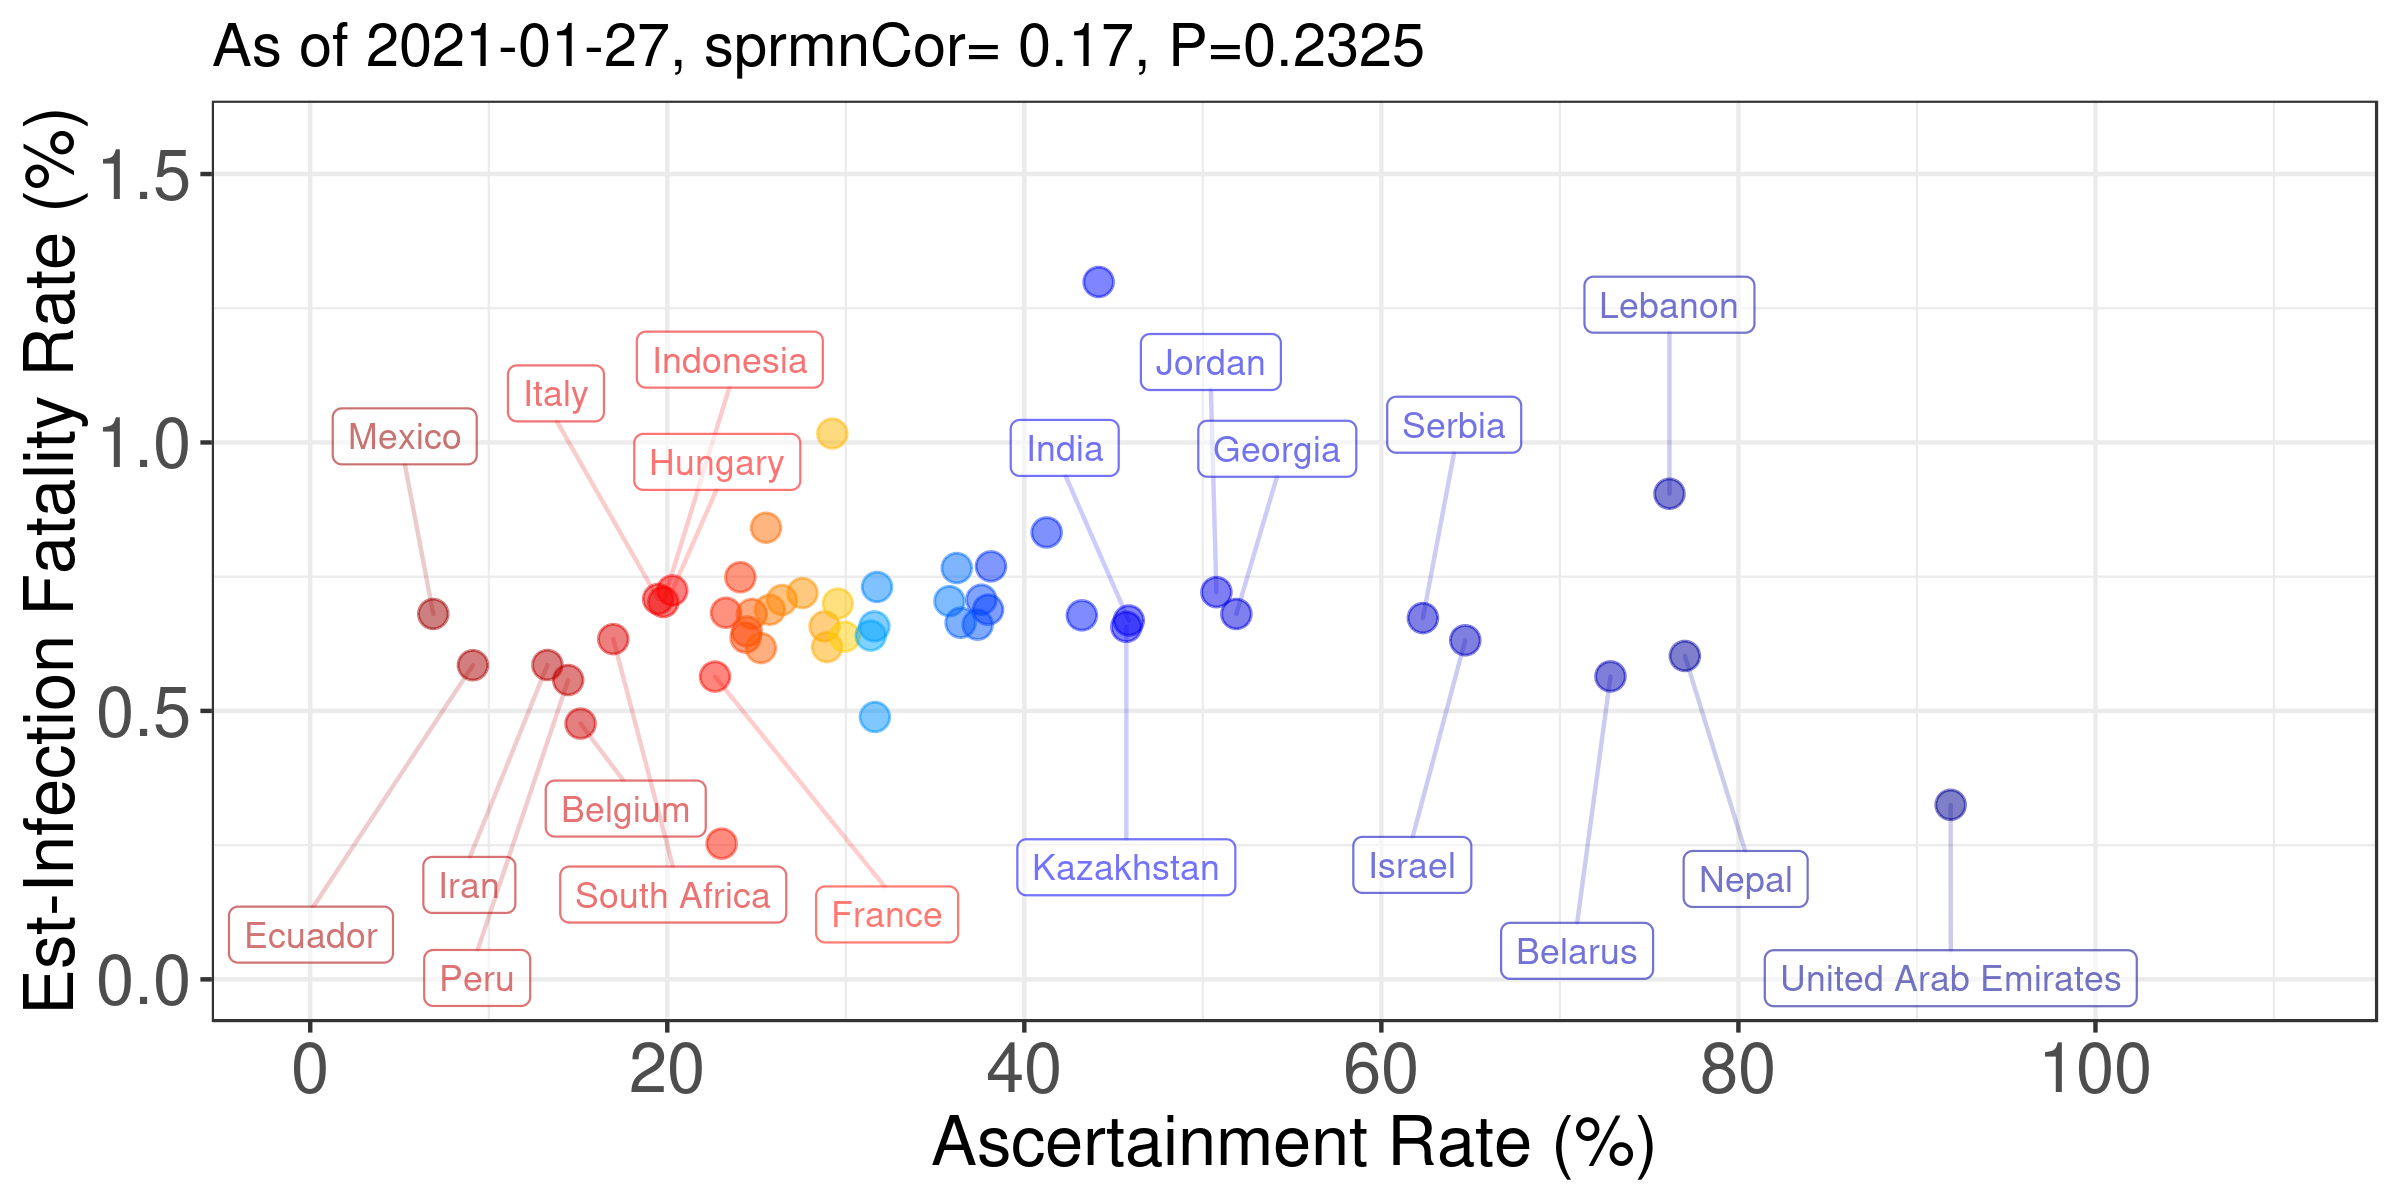 As of 2021-01-27, sprmnCor= 0.17, P=0.2325
Est-Infection Fatality Rate (%)
1.5
1.0
0.5
0.0
Lebanon
Indonesia
Jordan
Italy
Serbia
Mexico
India
Georgia
Hungary
Belgium
Israel
Kazakhstan
Nepal
Iran
South Africa
France
Ecuador
Belarus
Peru
United Arab Emirates
0
20
40
60
80
100
Ascertainment Rate (%)